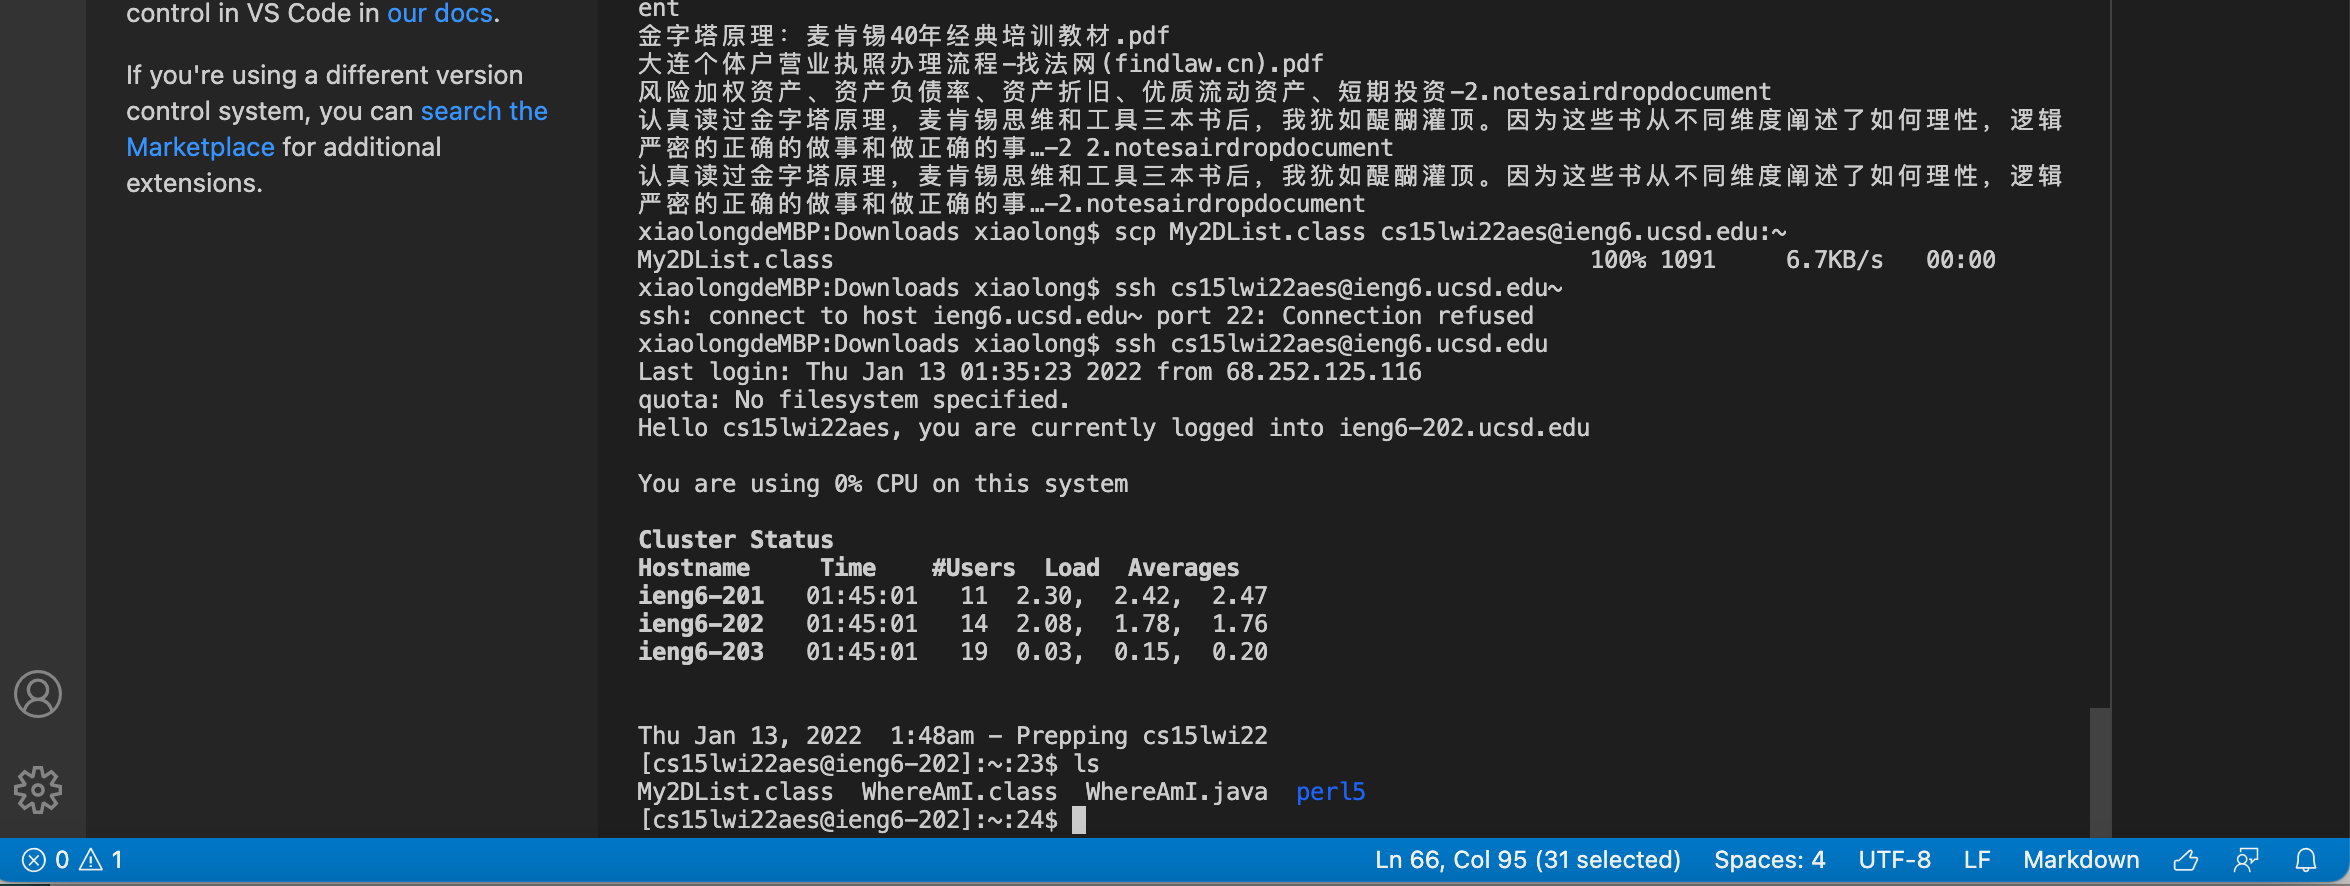 control in VS Code in our docs.
If you're using a different version
control system, you can search the
Marketplace for additional
extensions.
ent
金字塔原理：麦肯锡40年经典培训教材.pdf
大连个体户营业执照办理流程-找法网(findlaw.cn).pdf
风险加权资产、资产负债率、资产折旧、优质流动资产、短期投资-2.notesairdropdocument
认真读过金字塔原理，麦肯锡思维和工具三本书后，我犹如醍醐灌顶。因为这些书从不同维度阐述了如何理性，逻辑
严密的正确的做事和做正确的事…-2 2.notesairdropdocument
认真读过金字塔原理，麦肯锡思维和工具三本书后，我犹如醍醐灌顶。因为这些书从不同维度阐述了如何理性，逻辑
严密的正确的做事和做正确的事…-2.notesairdropdocument
xiaolongdeMBP:Downloads xiaolong$ scp My2DList.class cs15lwi22aes@ieng6.ucsd.edu:~
My2DList.class 100% 1091 6.7KB/s 00:00
xiaolongdeMBP:Downloads xiaolong$ ssh cs15lwi22aes@ieng6.ucsd.edu~
ssh: connect to host ieng6.ucsd.edu~ port 22: Connection refused
xiaolongdeMBP:Downloads xiaolong$ ssh cs15lwi22aes@ieng6.ucsd.edu
Last login: Thu Jan 13 01:35:23 2022 from 68.252.125.116
quota: No filesystem specified.
Hello cs15lwi22aes, you are currently logged into ieng6-202.ucsd.edu
You are using 0% CPU on this system
Cluster Status
Hostname Time #Users Load Averages
ieng6-201 01:45:01 11 2.30, 2.42, 2.47
ieng6-202 01:45:01 14 2.08, 1.78, 1.76
ieng6-203 01:45:01 19 0.03, 0.15, 0.20
Thu Jan 13, 2022 1:48am - Prepping cs15lwi22
[cs15lwi22aes@ieng6-202]:~:23$ ls
My2DList.class WhereAmI.class WhereAmI.java perl5
[cs15lwi22aes@ieng6-202]:~:24$
0 1 Ln 66, Col 95 (31 selected) Spaces: 4 UTF-8 LF Markdown